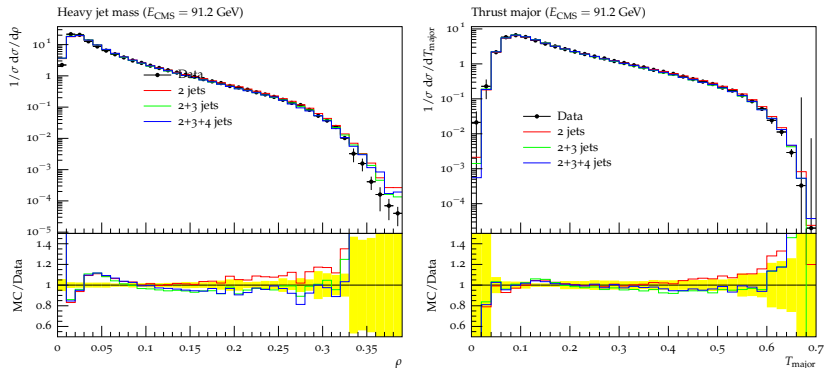 Heavy jet mass (E_CMS = 91.2 GeV)
1/σ dσ/dρ
10^1
1
10^−1
10^−2
10^−3
10^−4
10^−5
Data
2 jets
2+3 jets
2+3+4 jets
MC/Data
1.4
1.2
1
0.8
0.6
0 0.05 0.1 0.15 0.2 0.25 0.3 0.35
ρ
Thrust major (E_CMS = 91.2 GeV)
1/σ dσ/dT_major
10^1
1
10^−1
10^−2
10^−3
10^−4
Data
2 jets
2+3 jets
2+3+4 jets
MC/Data
1.4
1.2
1
0.8
0.6
0 0.1 0.2 0.3 0.4 0.5 0.6 0.7
T_major